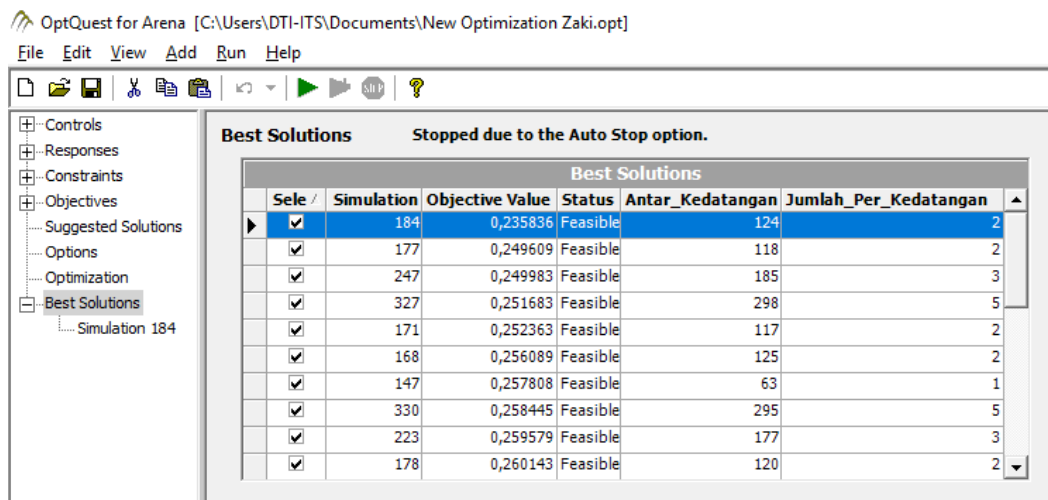 OptQuest for Arena [C:\Users\DTI-ITS\Documents\New Optimization Zaki.opt]
File Edit View Add Run Help
STOP
Controls
Responses
Constraints
Objectives
Suggested Solutions
Options
Optimization
Best Solutions
Simulation 184
Best Solutions Stopped due to the Auto Stop option.
Best Solutions
Sele Simulation Objective Value Status Antar_Kedatangan Jumlah_Per_Kedatangan
184 0,235836 Feasible 124 2
177 0,249609 Feasible 118 2
247 0,249983 Feasible 185 3
327 0,251683 Feasible 298 5
171 0,252363 Feasible 117 2
168 0,256089 Feasible 125 2
147 0,257808 Feasible 63 1
330 0,258445 Feasible 295 5
223 0,259579 Feasible 177 3
178 0,260143 Feasible 120 2